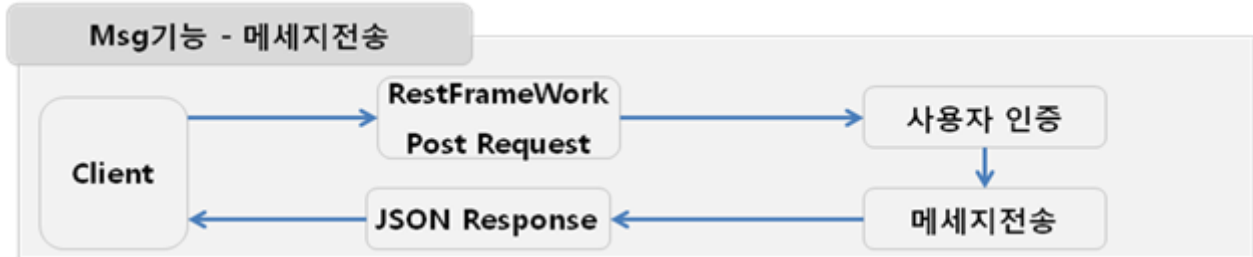 Msg기능 - 메세지전송
RestFrameWork
Post Request
사용자 인증
Client
JSON Response
메세지전송